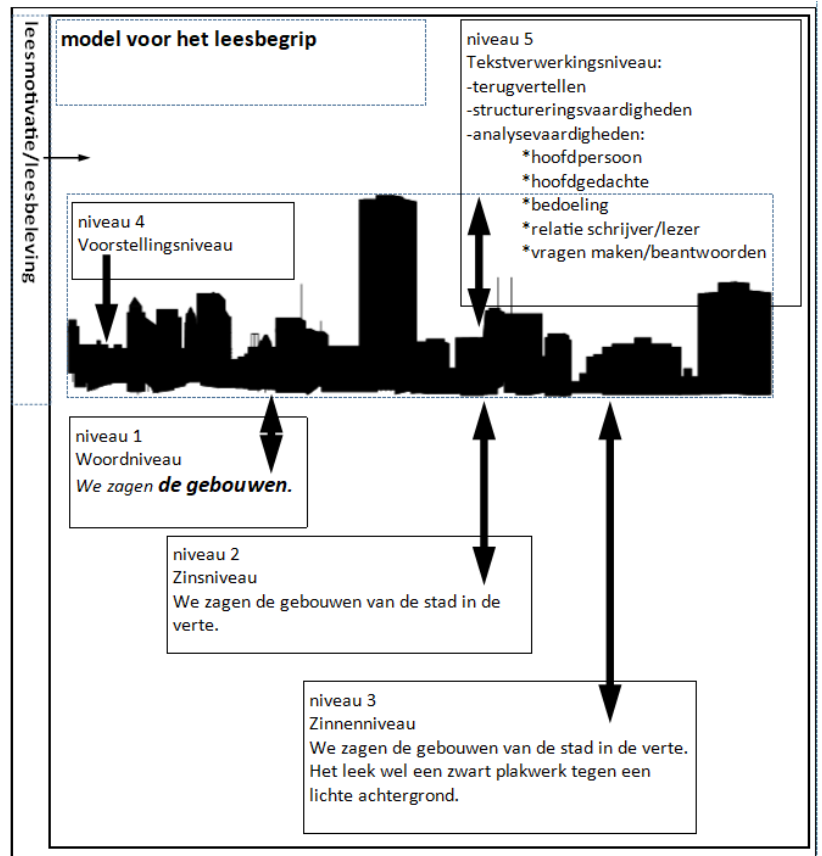 leesmotivatie/leesbeleving
model voor het leesbegrip
niveau 5
Tekstverwerkingsniveau:
-terugvertellen
-structureringsvaardigheden
-analysevaardigheden:
*hoofdpersoon
*hoofdgedachte
*bedoeling
*relatie schrijver/lezer
*vragen maken/beantwoorden
niveau 4
Voorstellingsniveau
niveau 1
Woordniveau
We zagen de gebouwen.
niveau 2
Zinsniveau
We zagen de gebouwen van de stad in de
verte.
niveau 3
Zinnenniveau
We zagen de gebouwen van de stad in de verte.
Het leek wel een zwart plakwerk tegen een
lichte achtergrond.